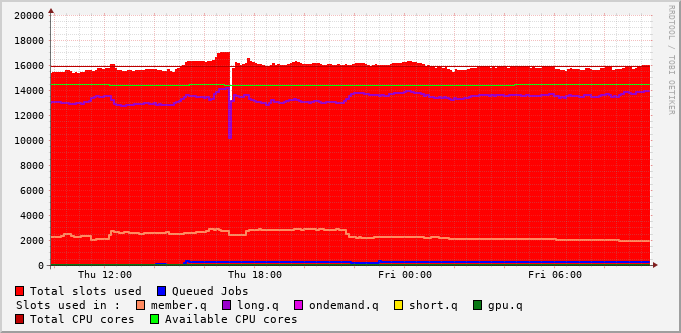 RRDTOOL / TOBI OETIKER
20000
18000
16000
14000
12000
10000
8000
6000
4000
2000
0
Thu 12:00 Thu 18:00 Fri 00:00 Fri 06:00
Total slots used Queued Jobs
Slots used in : member.q long.q ondemand.q short.q gpu.q
Total CPU cores Available CPU cores